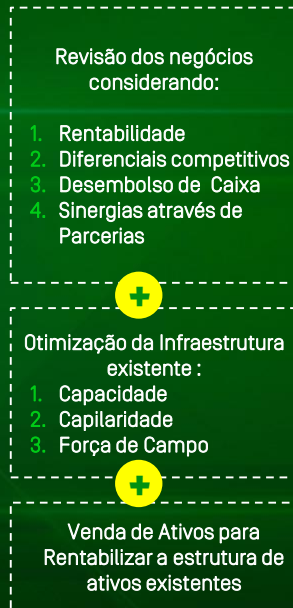 Revisão dos negócios
considerando:
1. Rentabilidade
2. Diferenciais competitivos
3. Desembolso de Caixa
4. Sinergias através de
Parcerias
+
Otimização da Infraestrutura
existente :
1. Capacidade
2. Capilaridade
3. Força de Campo
+
Venda de Ativos para
Rentabilizar a estrutura de
ativos existentes